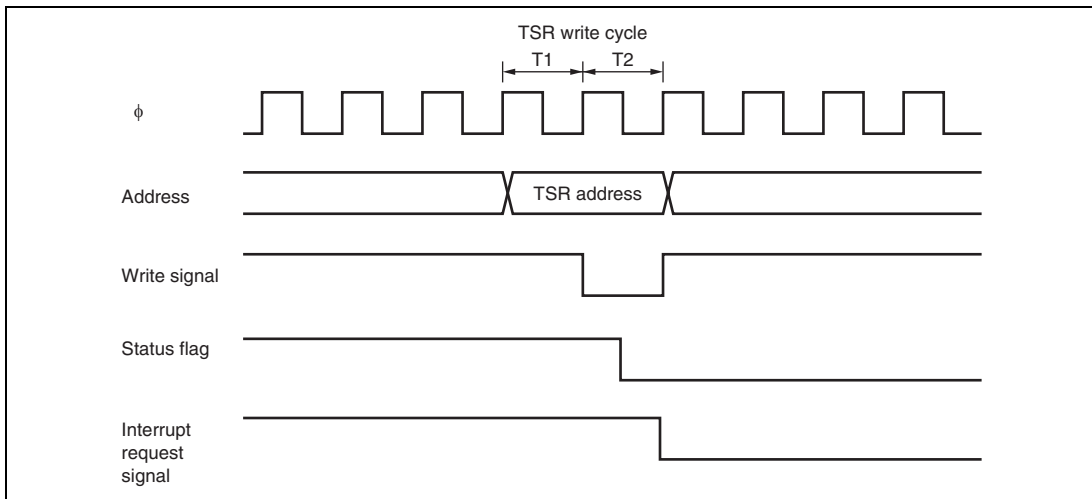 TSR write cycle
T1 T2
ϕ
Address
TSR address
Write signal
Status flag
Interrupt
request
signal